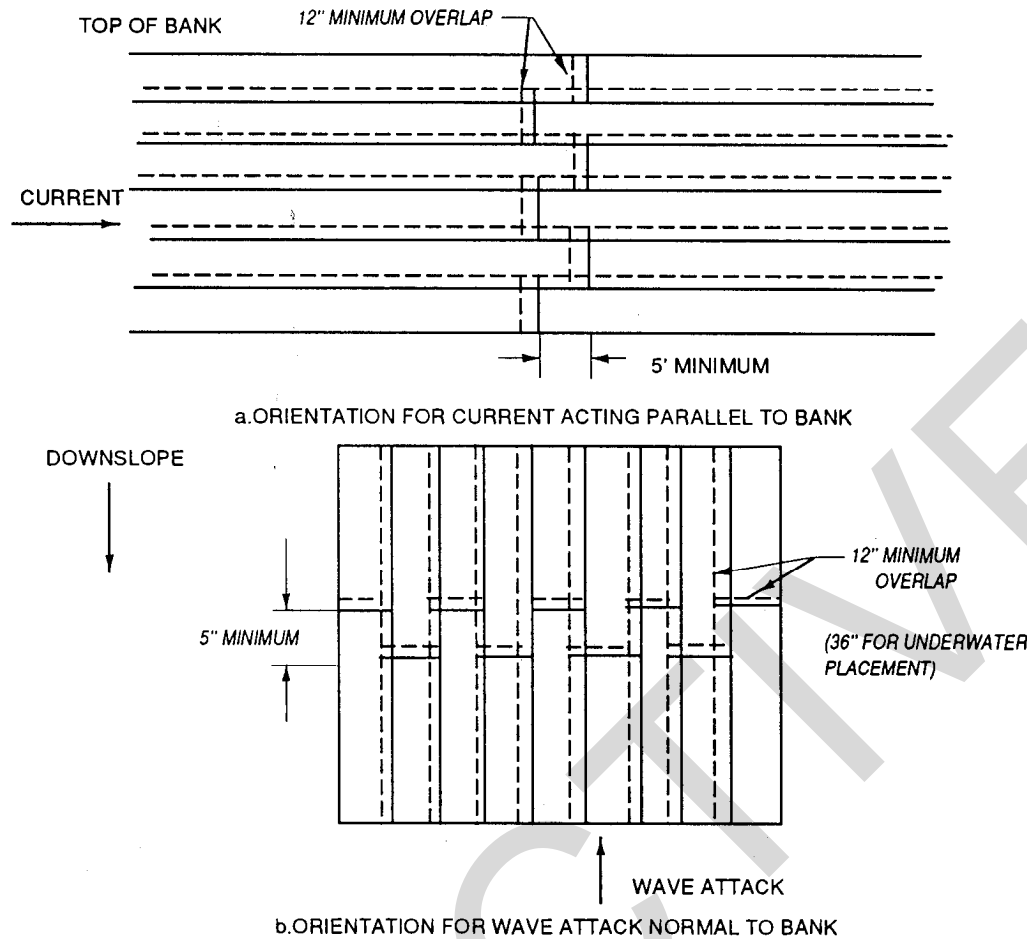 TOP OF BANK
12" MINIMUM OVERLAP
CURRENT
5' MINIMUM
a.ORIENTATION FOR CURRENT ACTING PARALLEL TO BANK
DOWNSLOPE
12" MINIMUM
OVERLAP
5" MINIMUM
(36" FOR UNDERWATER
PLACEMENT)
WAVE ATTACK
b.ORIENTATION FOR WAVE ATTACK NORMAL TO BANK